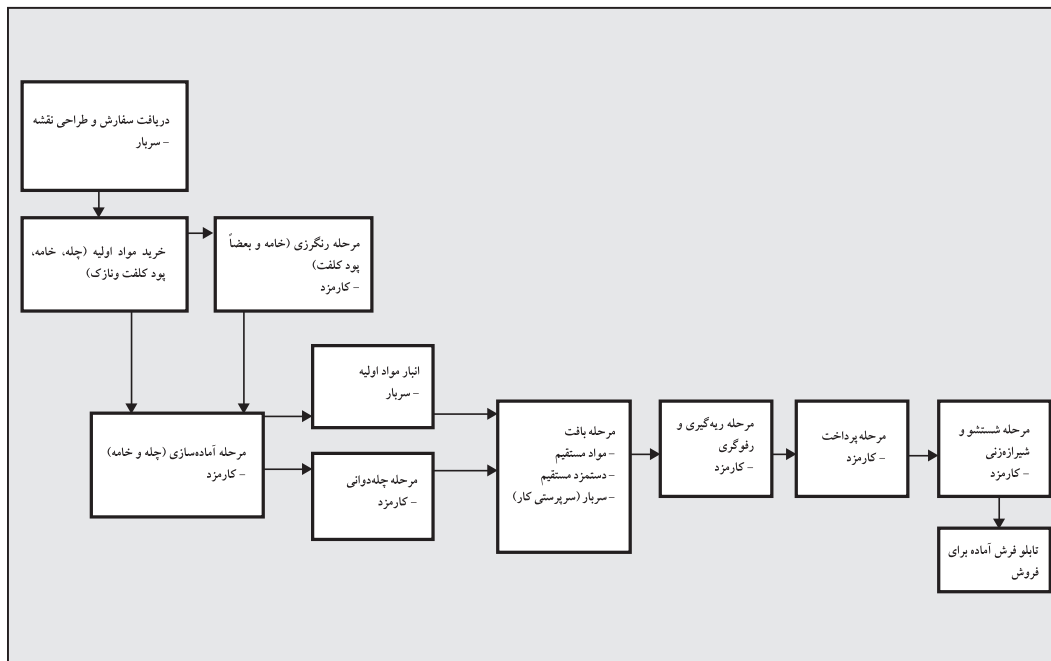 دریافت سفارش و طراحی نقشه
– سربار
خرید مواد اولیه (چله، خامه،
پود کلفت ونازک)
مرحله رنگرزی (خامه و بعضاً
پود کلفت)
– کارمزد
مرحله آماده‌سازی (چله و خامه)
– کارمزد
انبار مواد اولیه
– سربار
مرحله چله‌دوانی
– کارمزد
مرحله بافت
– مواد مستقیم
– دستمزد مستقیم
– سربار (سرپرستی کار)
مرحله ریه‌گیری و
رفوگری
– کارمزد
مرحله پرداخت
– کارمزد
مرحله شستشو و
شیرازه‌زنی
– کارمزد
تابلو فرش آماده برای
فروش